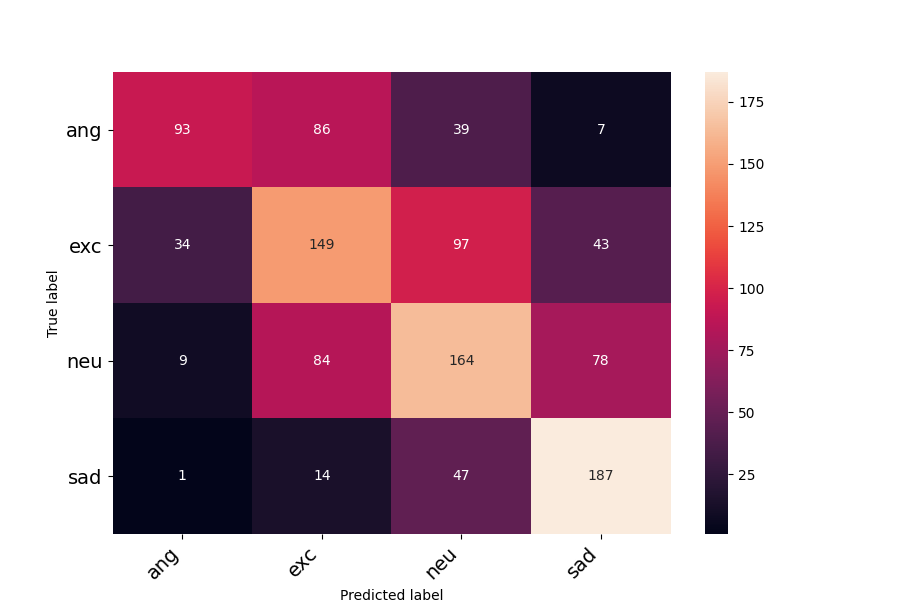 ang 93 86 39 7
exc 34 149 97 43
neu 9 84 164 78
sad 1 14 47 187
ang exc neu sad
True label
Predicted label
175
150
125
100
75
50
25